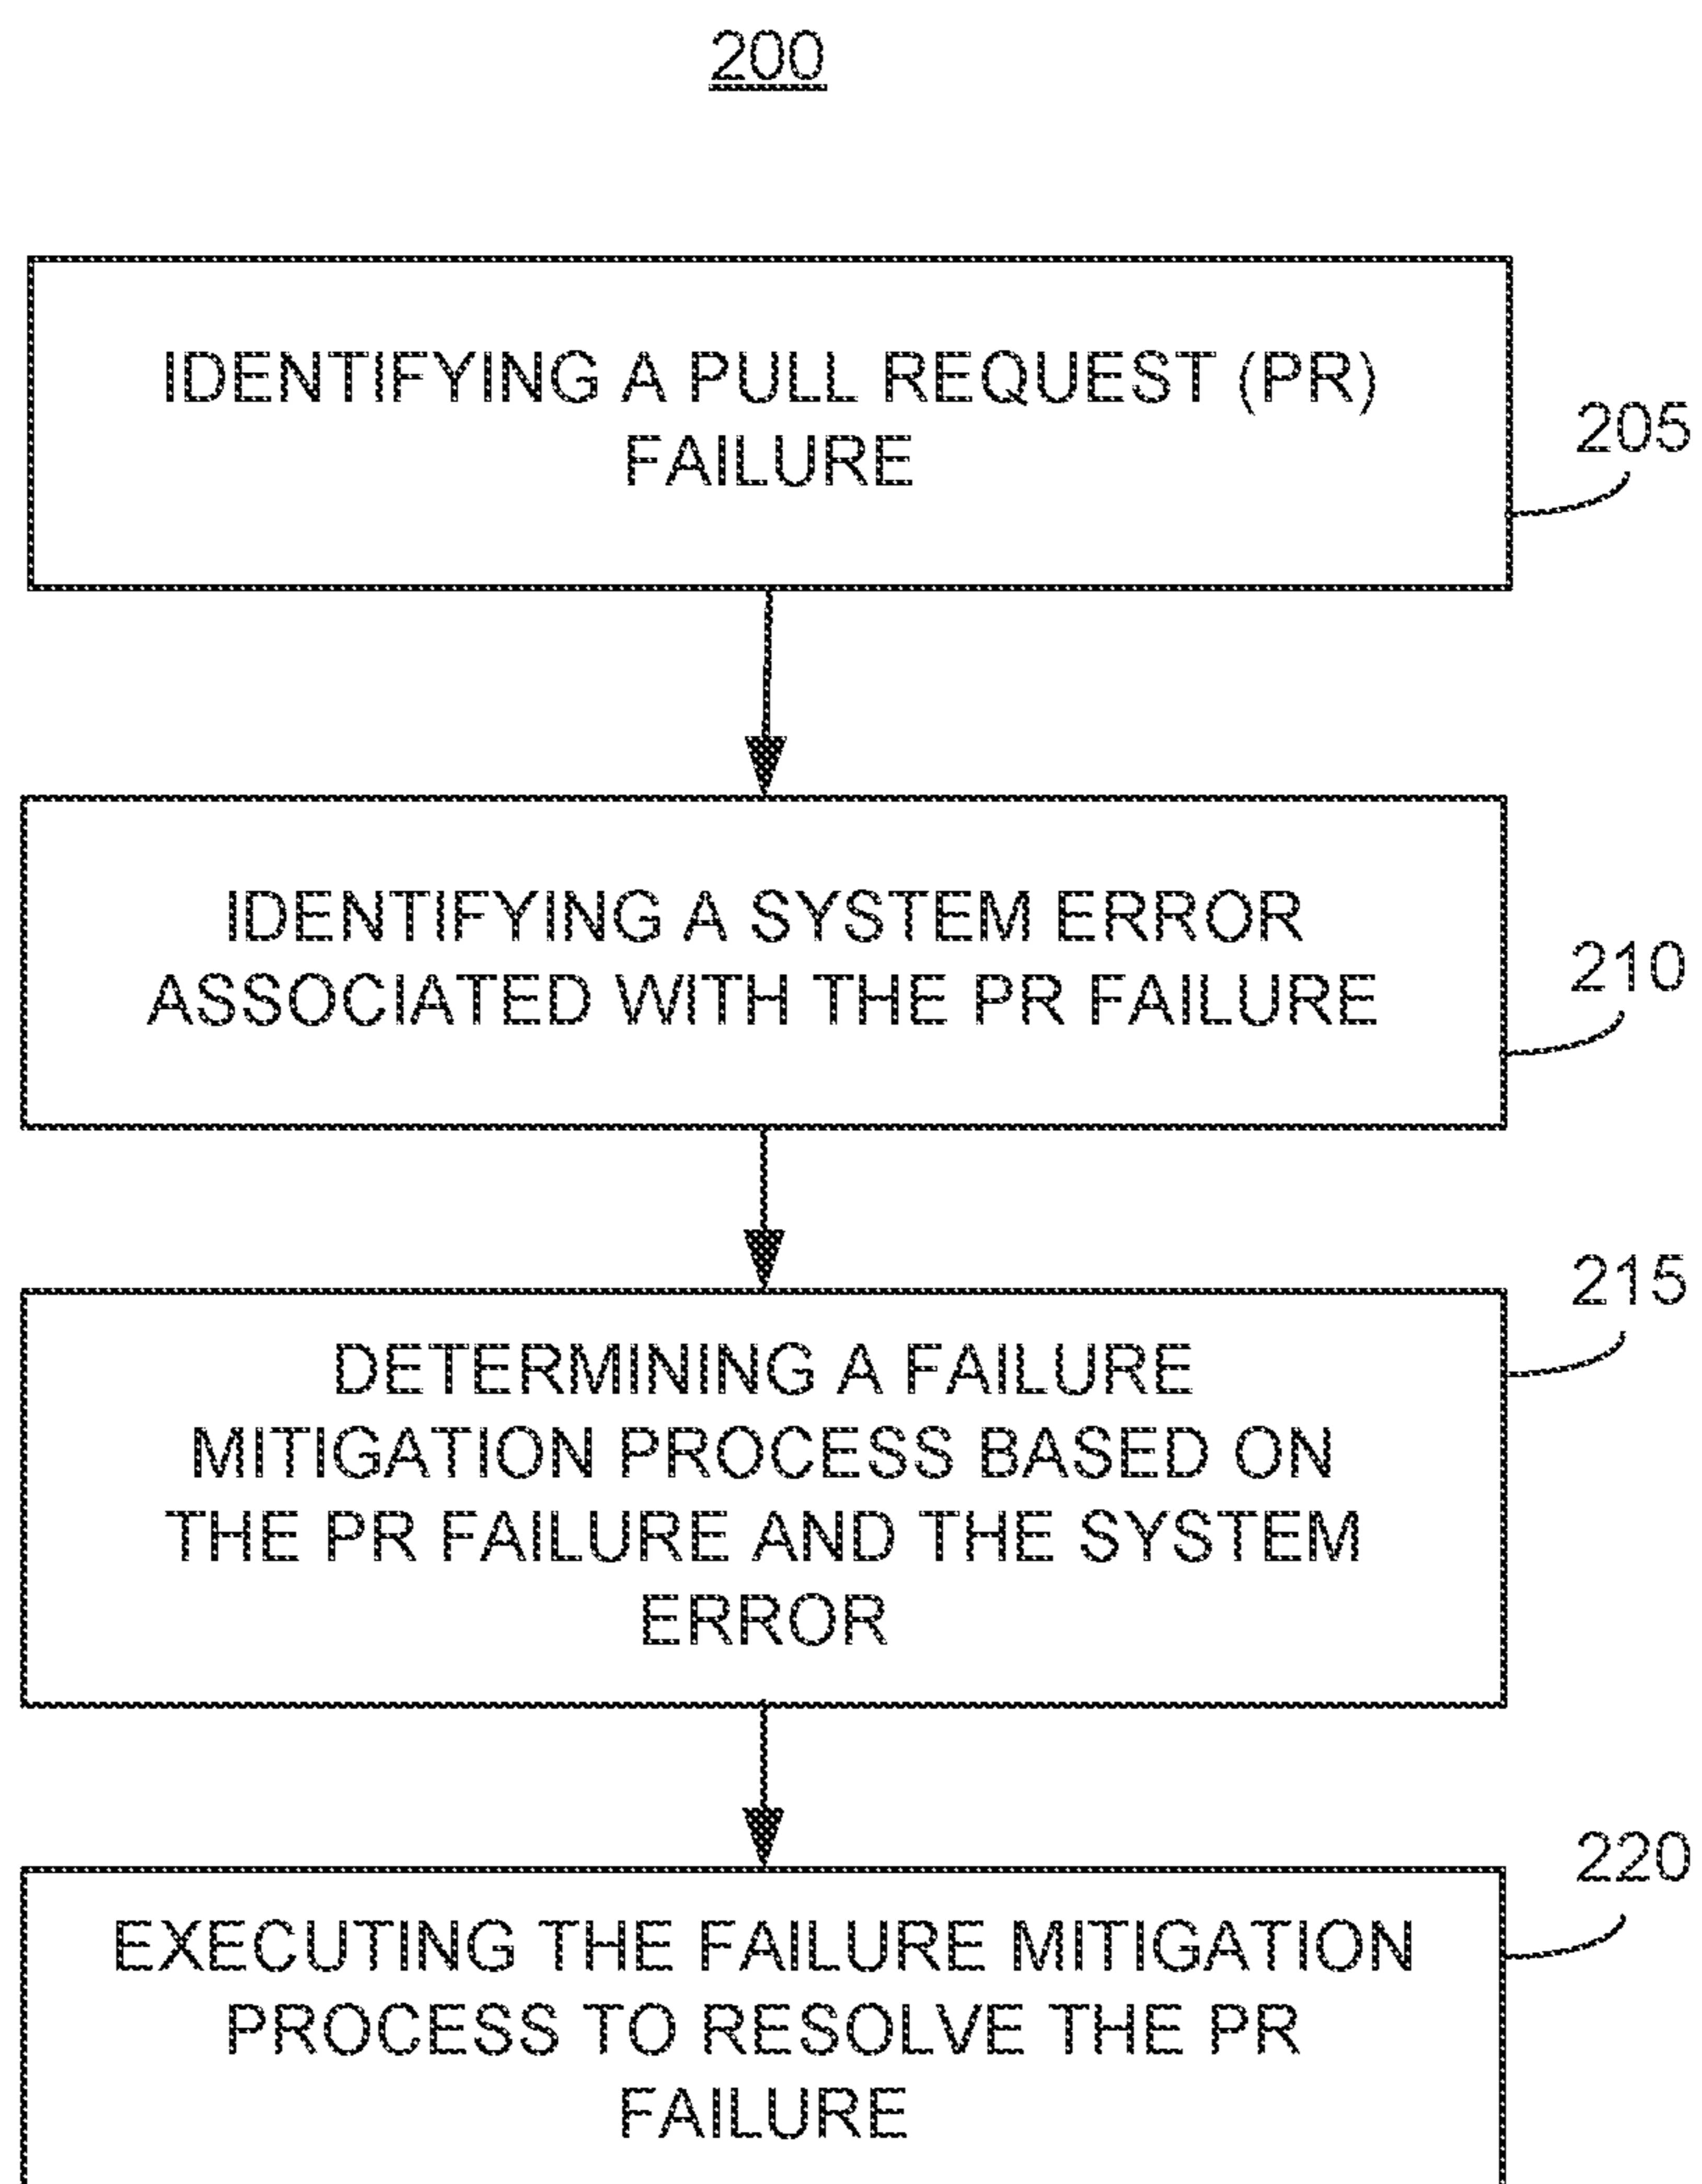 200
IDENTIFYING A PULL REQUEST (PR)
FAILURE
205
IDENTIFYING A SYSTEM ERROR
ASSOCIATED WITH THE PR FAILURE
210
215
DETERMINING A FAILURE
MITIGATION PROCESS BASED ON
THE PR FAILURE AND THE SYSTEM
ERROR
220
EXECUTING THE FAILURE MITIGATION
PROCESS TO RESOLVE THE PR
FAILURE